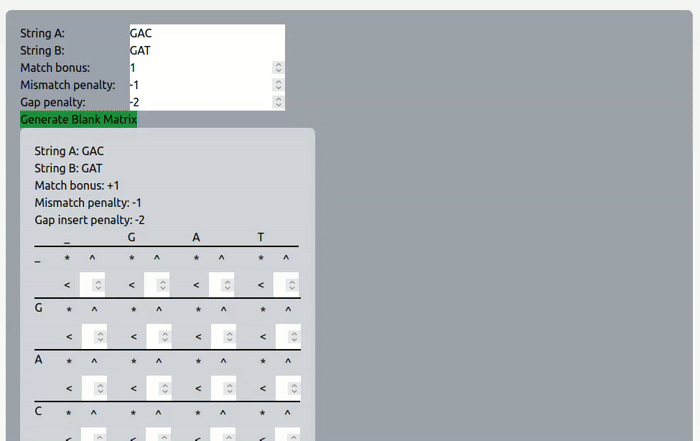 String A: GAC
String B: GAT
Match bonus: 1
Mismatch penalty: -1
Gap penalty: -2
Generate Blank Matrix
String A: GAC
String B: GAT
Match bonus: +1
Mismatch penalty: -1
Gap insert penalty: -2
_ G A T
_ * ^ * ^ * ^ * ^
< < < <
G * ^ * ^ * ^ * ^
< < < <
A * ^ * ^ * ^ * ^
< < < <
C * ^ * ^ * ^ * ^
< < < <